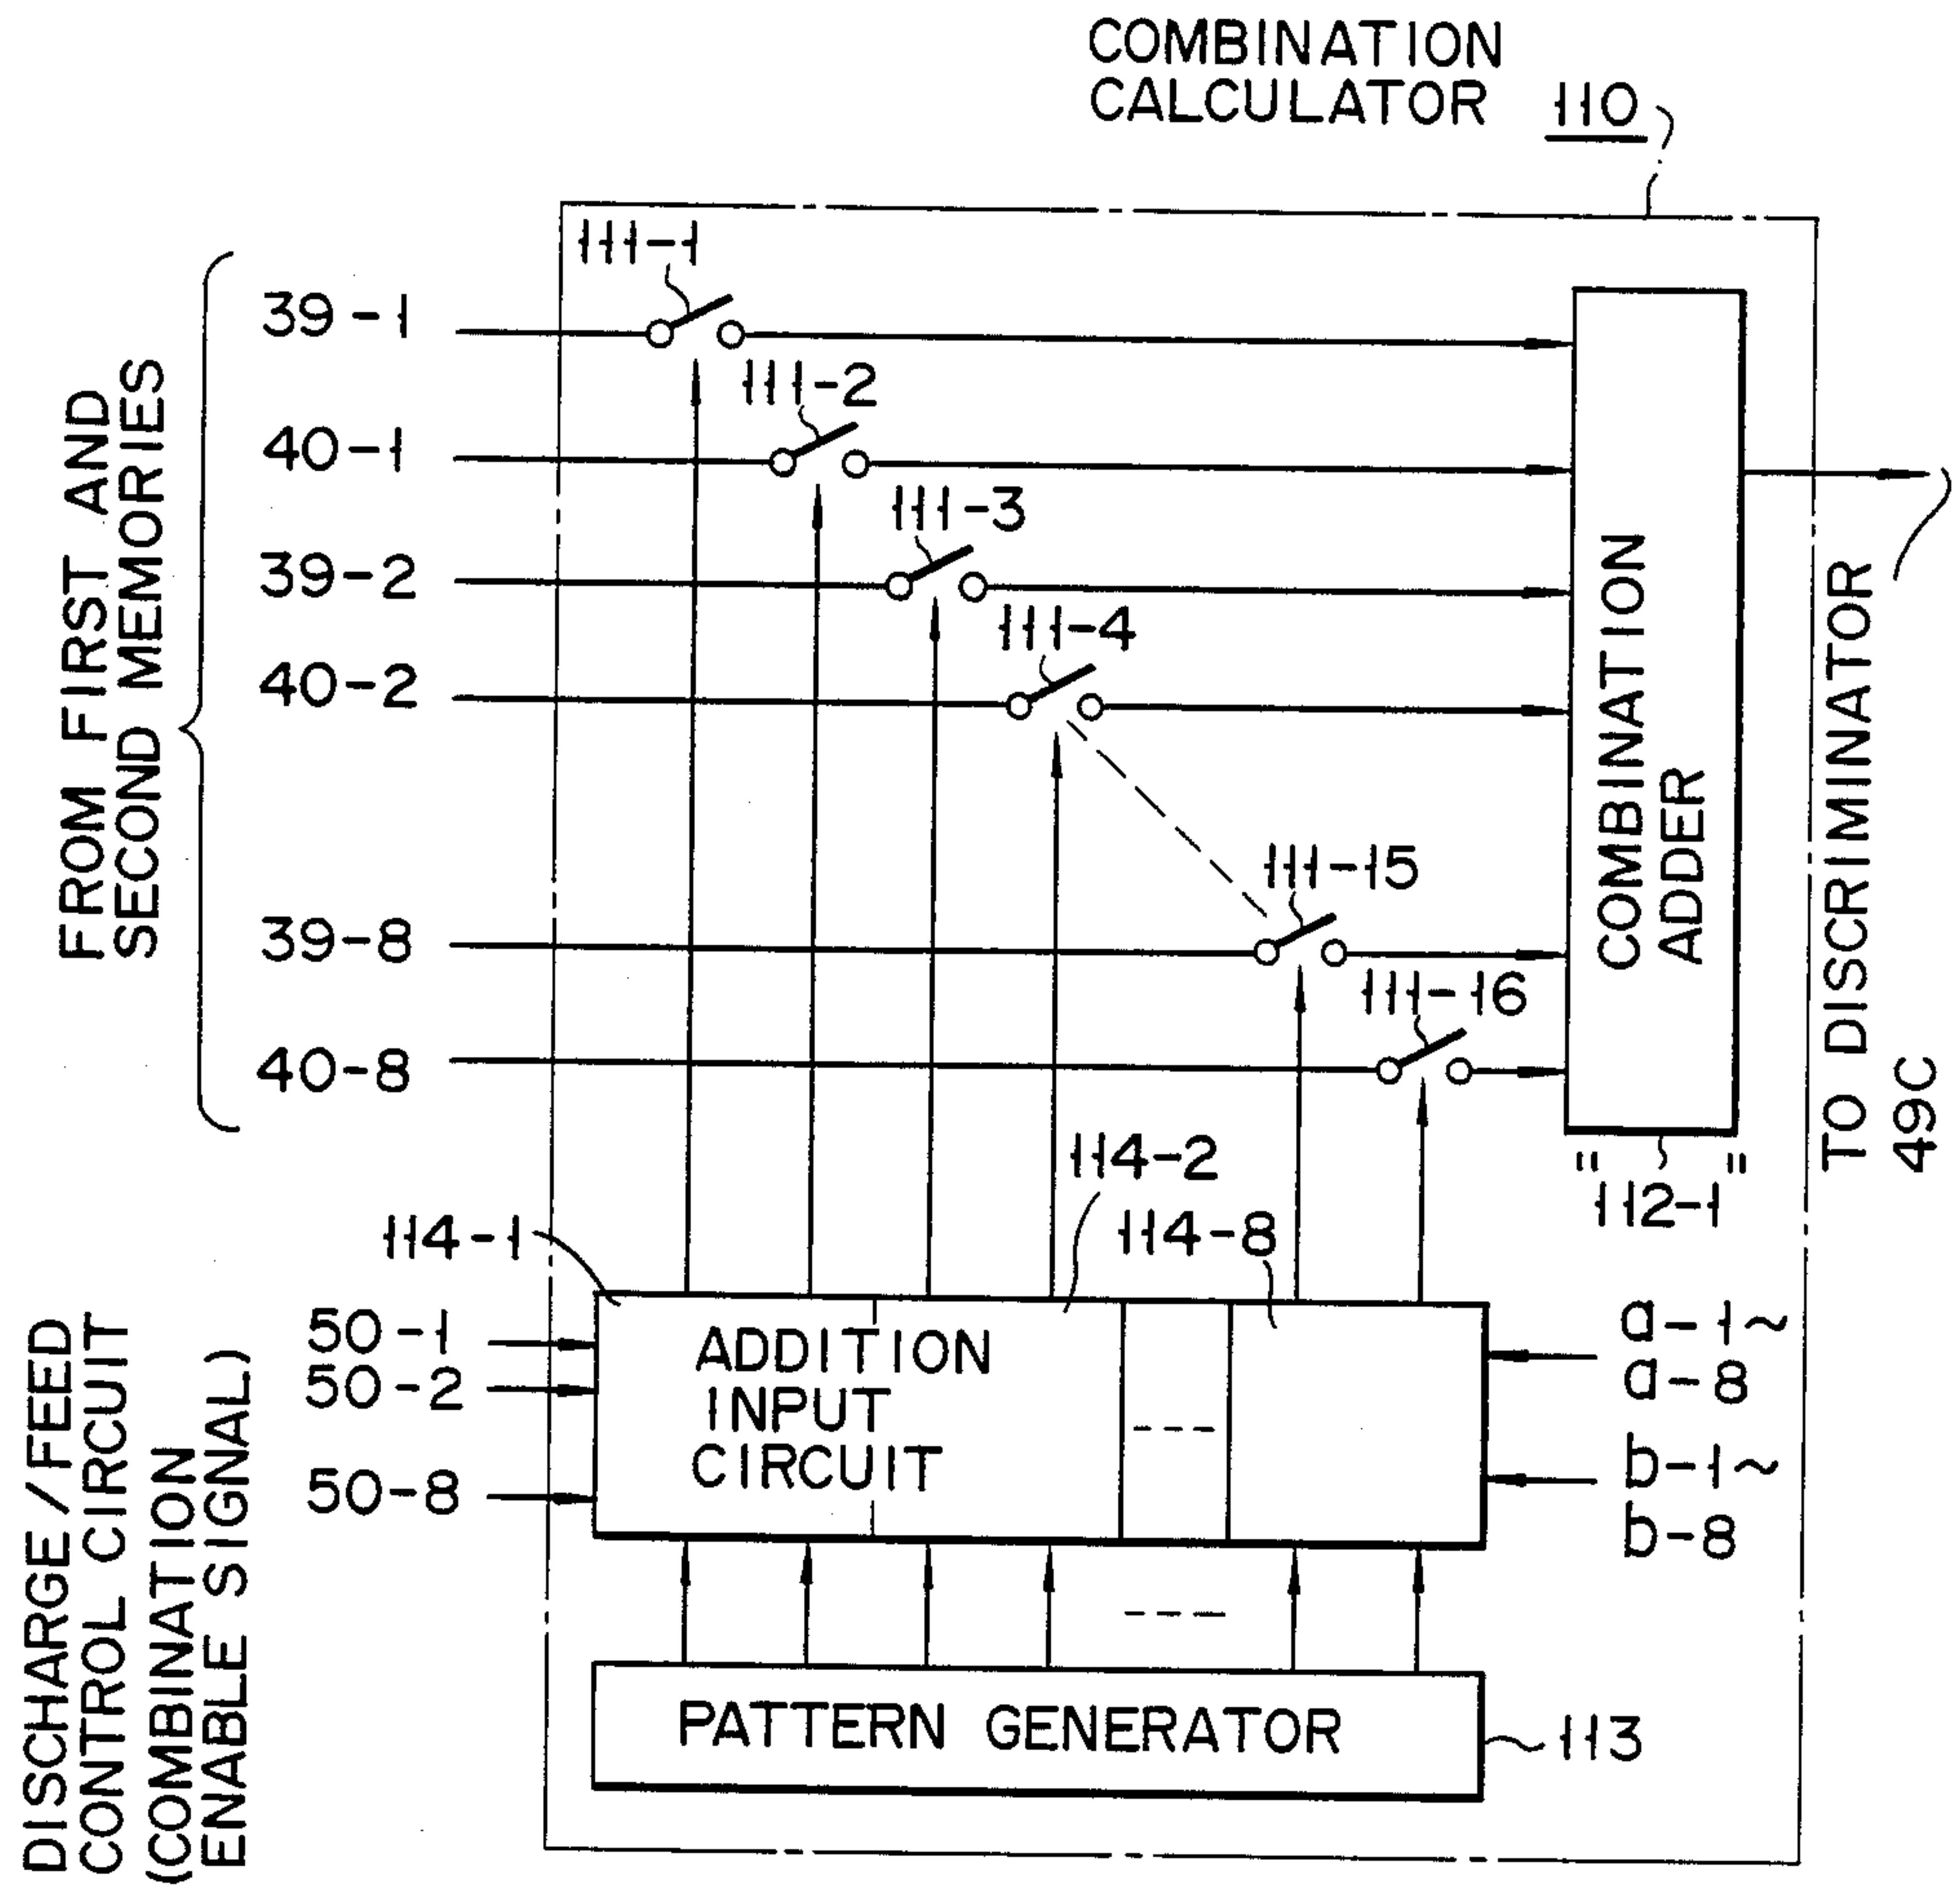 COMBINATION
CALCULATOR 110
111-1
39-1
111-2
40-1
111-3
39-2
111-4
40-2
111-15
39-8
111-16
40-8
FROM FIRST AND
SECOND MEMORIES
COMBINATION
ADDER
"112-1"
TO DISCRIMINATOR
49C
114-2
114-8
114-1
50-1
50-2
50-8
ADDITION
INPUT
CIRCUIT
a-1~
a-8
b-1~
b-8
DISCHARGE/FEED
CONTROL CIRCUIT
(COMBINATION
ENABLE SIGNAL)
PATTERN GENERATOR
113